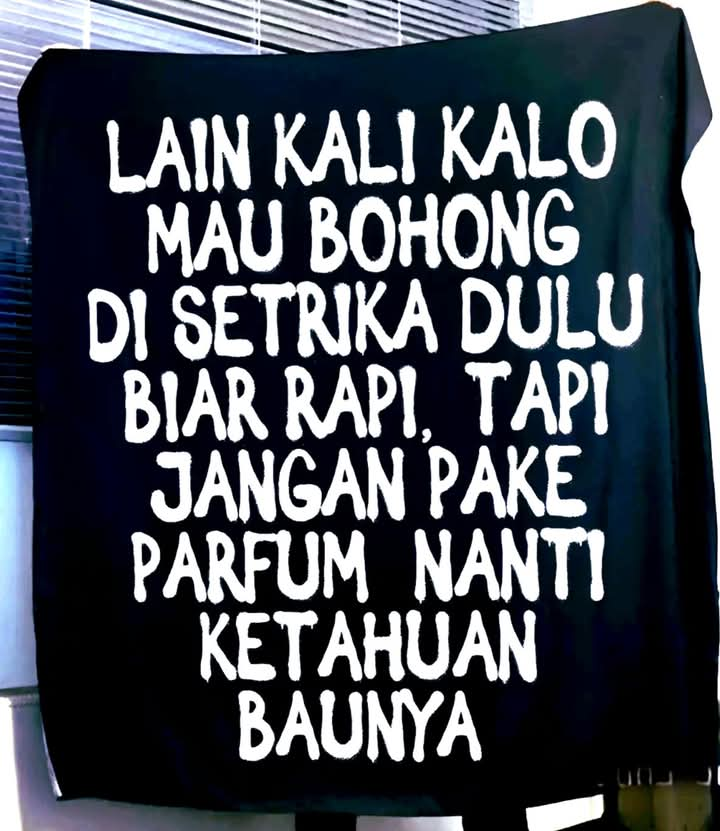 LAIN KALI KALO
MAU BOHONG
DI SETRIKA DULU
BIAR RAPI, TAPI
JANGAN PAKE
PARFUM NANTI
KETAHUAN
BAUNYA